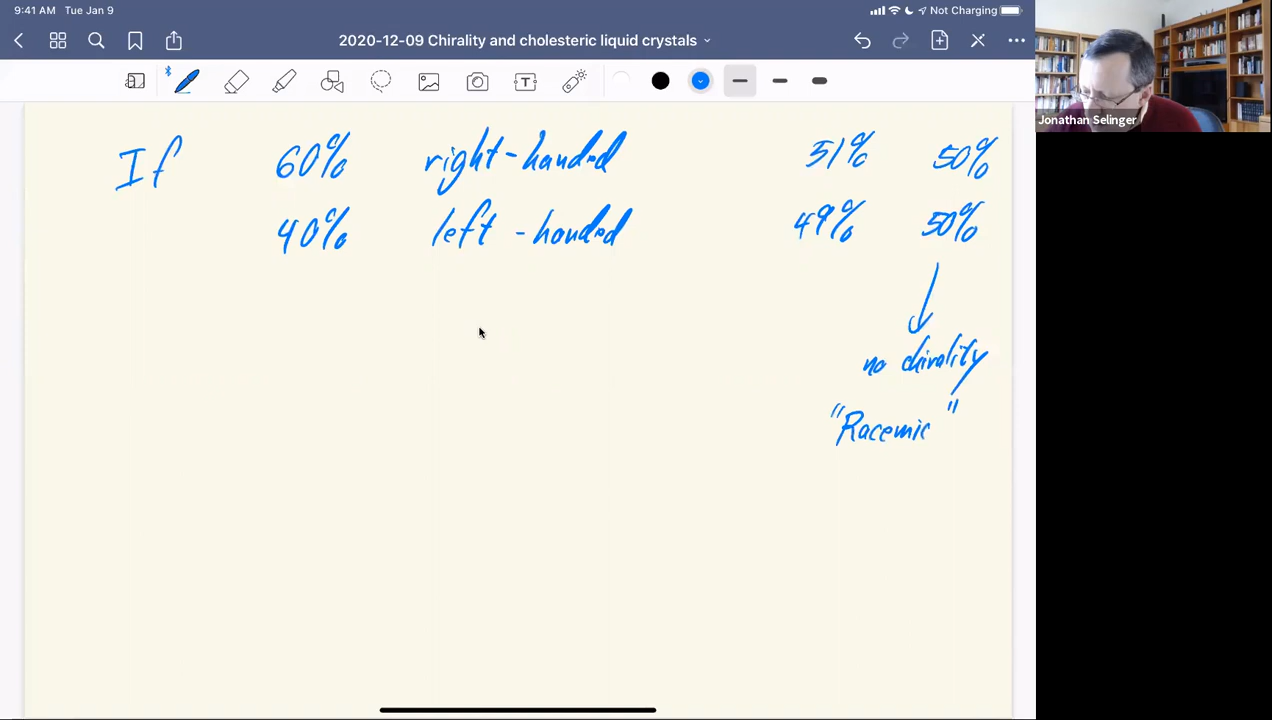 9:41 AM Tue Jan 9
Not Charging
2020-12-09 Chirality and cholesteric liquid crystals
Jonathan Selinger
If 60% right-handed 51% 50%
40% left-handed 49% 50%
no chirality
"Racemic"